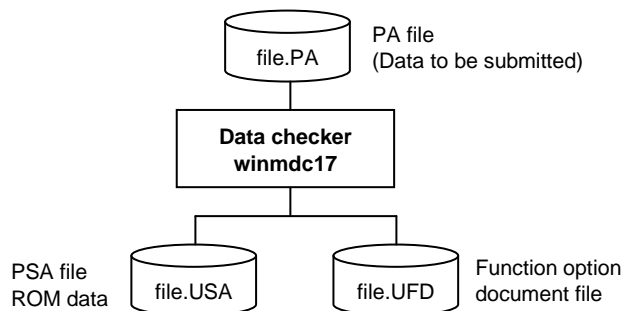 file.PA
PA file
(Data to be submitted)
Data checker
winmdc17
PSA file
ROM data
file.USA
file.UFD
Function option
document file